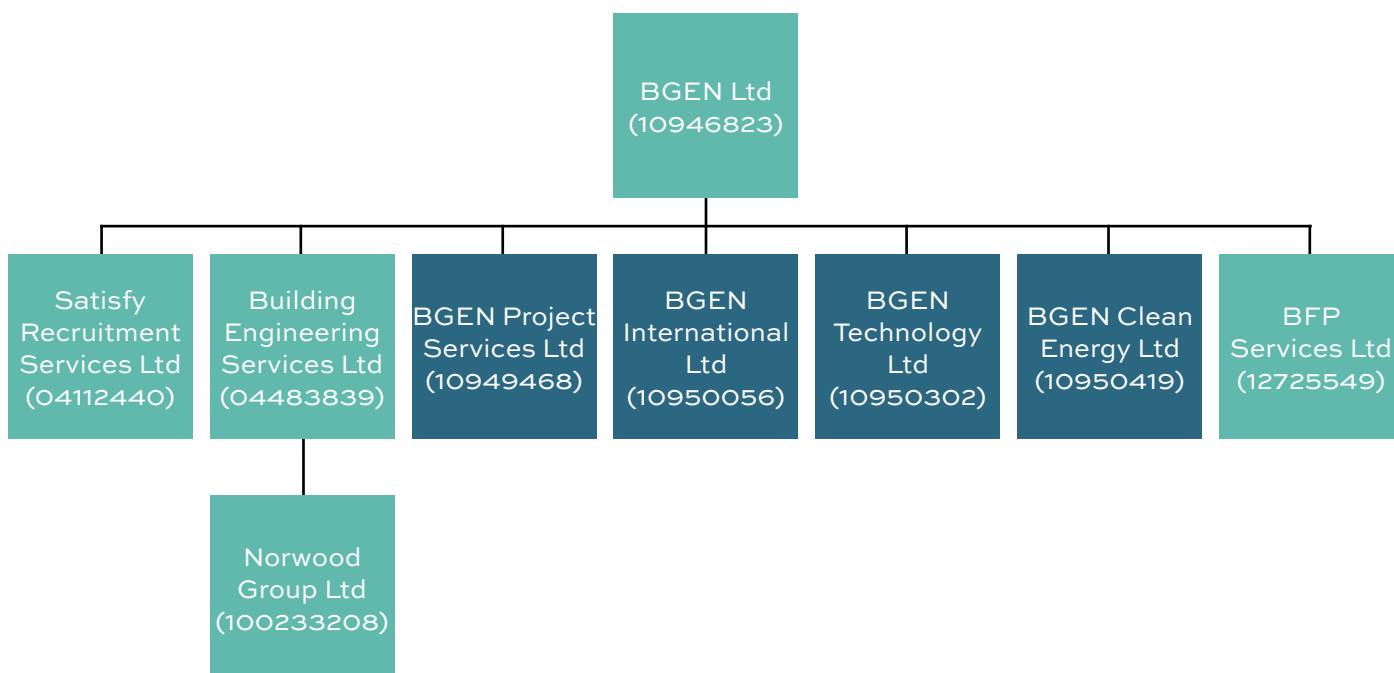 BGEN Ltd
(10946823)
Satisfy
Recruitment
Services Ltd
(04112440)
Building
Engineering
Services Ltd
(04483839)
BGEN Project
Services Ltd
(10949468)
BGEN
International
Ltd
(10950056)
BGEN
Technology
Ltd
(10950302)
BGEN Clean
Energy Ltd
(10950419)
BFP
Services Ltd
(12725549)
Norwood
Group Ltd
(100233208)